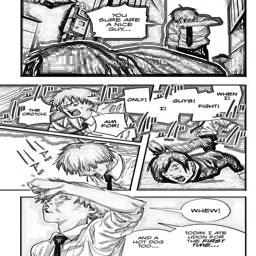 YOU
SURE ARE
A NICE
GUY...
WHEN
I
FIGHT!
GUYS!
I
ONLY!
AIM
FOR!
THE
CROTCH!
WHEW!
TODAY I ATE
UDON FOR
THE FIRST
TIME...
AND A
HOT DOG
TOO...